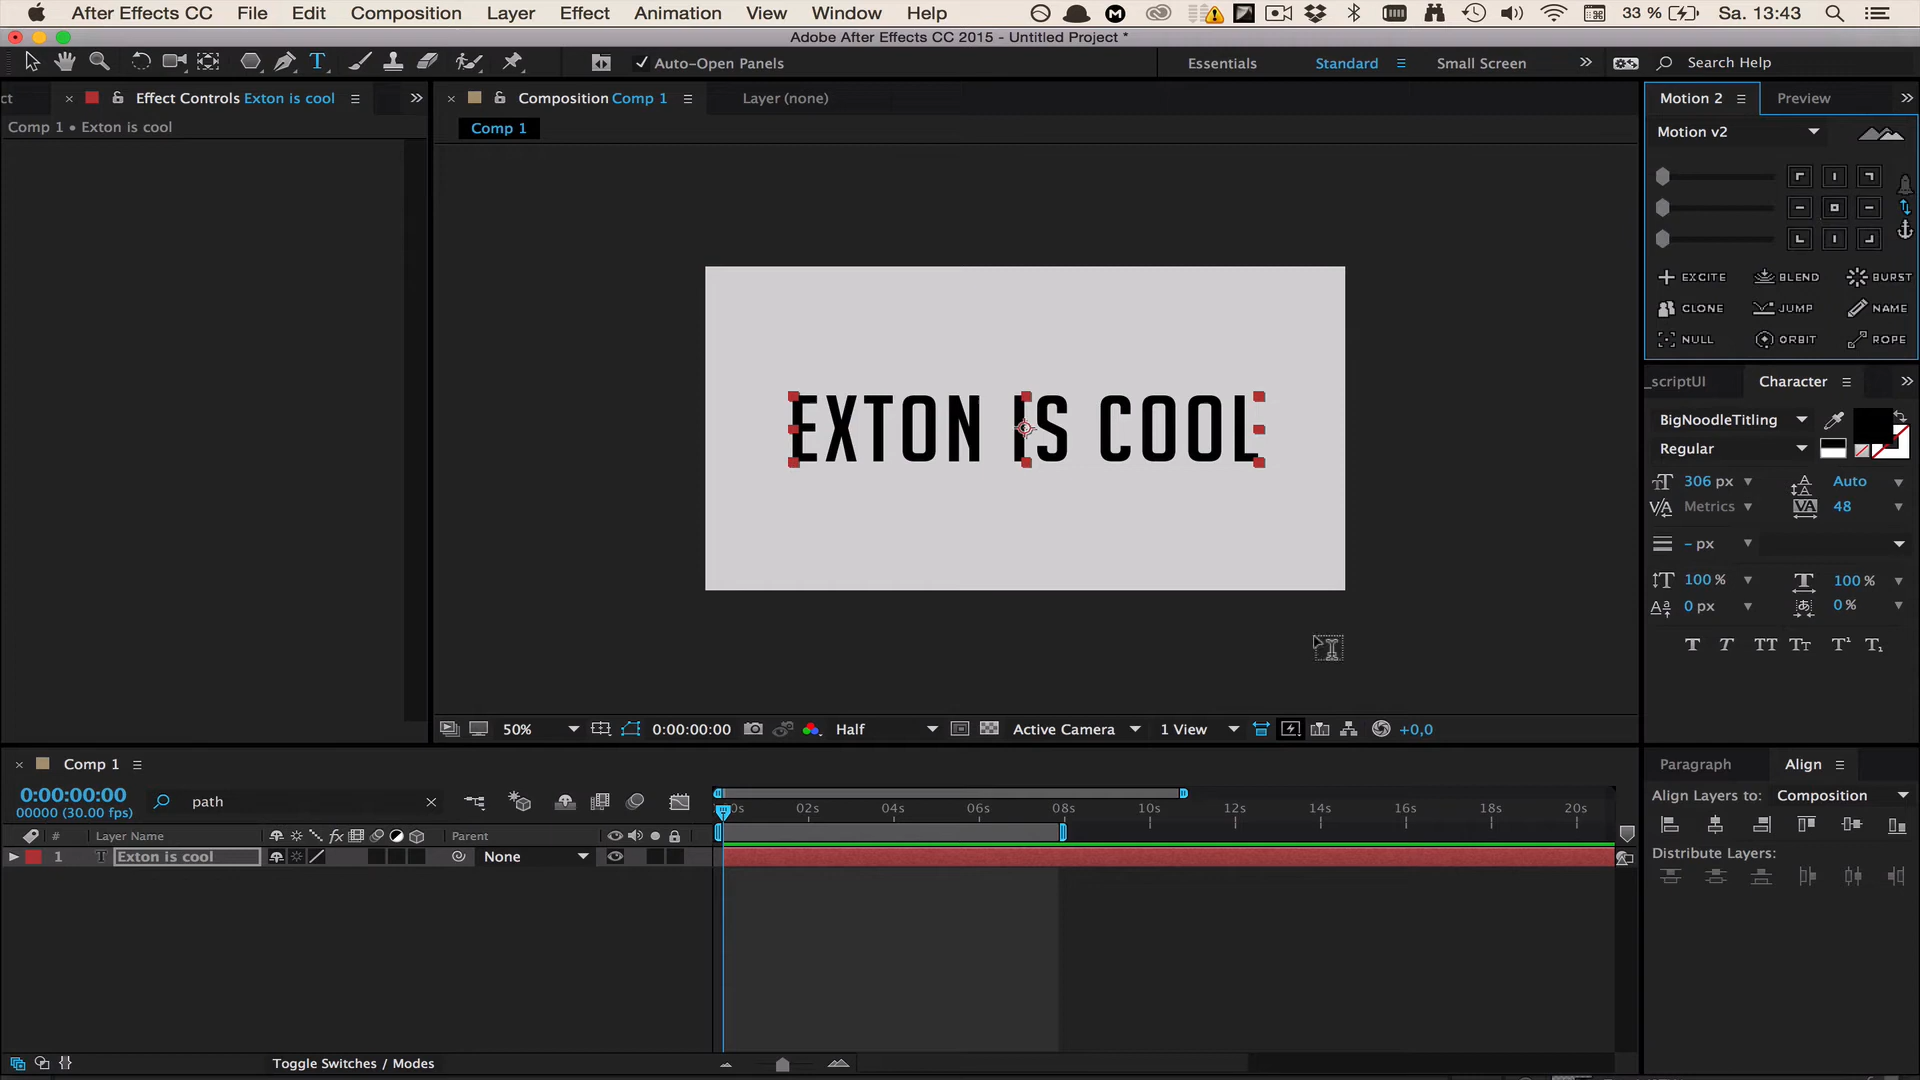 After Effects CC File Edit Composition Layer Effect Animation View Window Help 33 % Sa. 13:43
Adobe After Effects CC 2015 - Untitled Project *
Auto-Open Panels Essentials Standard Small Screen Search Help
ct Effect Controls Exton is cool Composition Comp 1 Layer (none) Motion 2 Preview
Comp 1 • Exton is cool
Comp 1
Motion v2
EXCITE BLEND BURST
CLONE JUMP NAME
NULL ORBIT ROPE
_scriptUI Character
BigNoodleTitling
Regular
EXTON IS COOL
306 px Auto
Metrics 48
– px
100 % 100 %
0 px 0 %
50% 0:00:00:00 Half Active Camera 1 View +0,0
Comp 1 Paragraph Align
0:00:00:00
00000 (30.00 fps)
path
Align Layers to: Composition
0s 02s 04s 06s 08s 10s 12s 14s 16s 18s 20s
# Layer Name Parent
Distribute Layers:
1 Exton is cool None
Toggle Switches / Modes